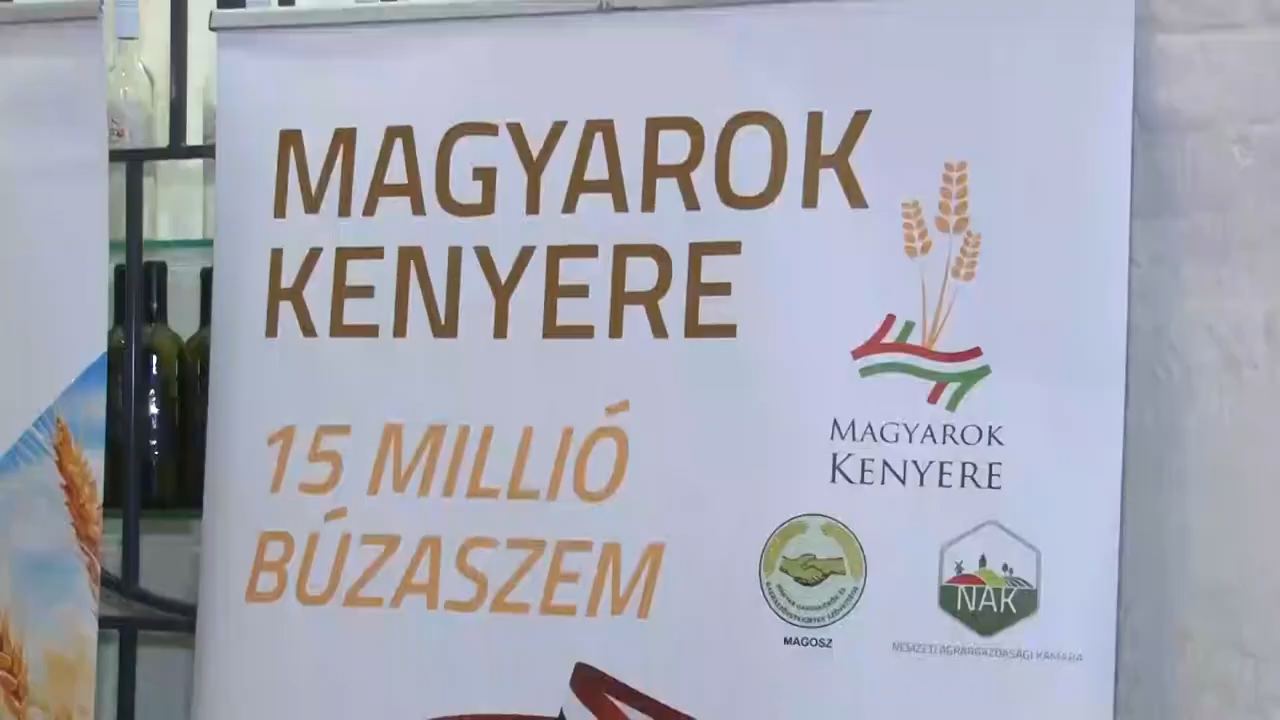 MAGYAROK
KENYERE
15 MILLIÓ
BÚZASZEM
MAGYAROK
KENYERE
MAGOSZ
NAK
NEMZETI AGRÁRGAZDASÁGI KAMARA